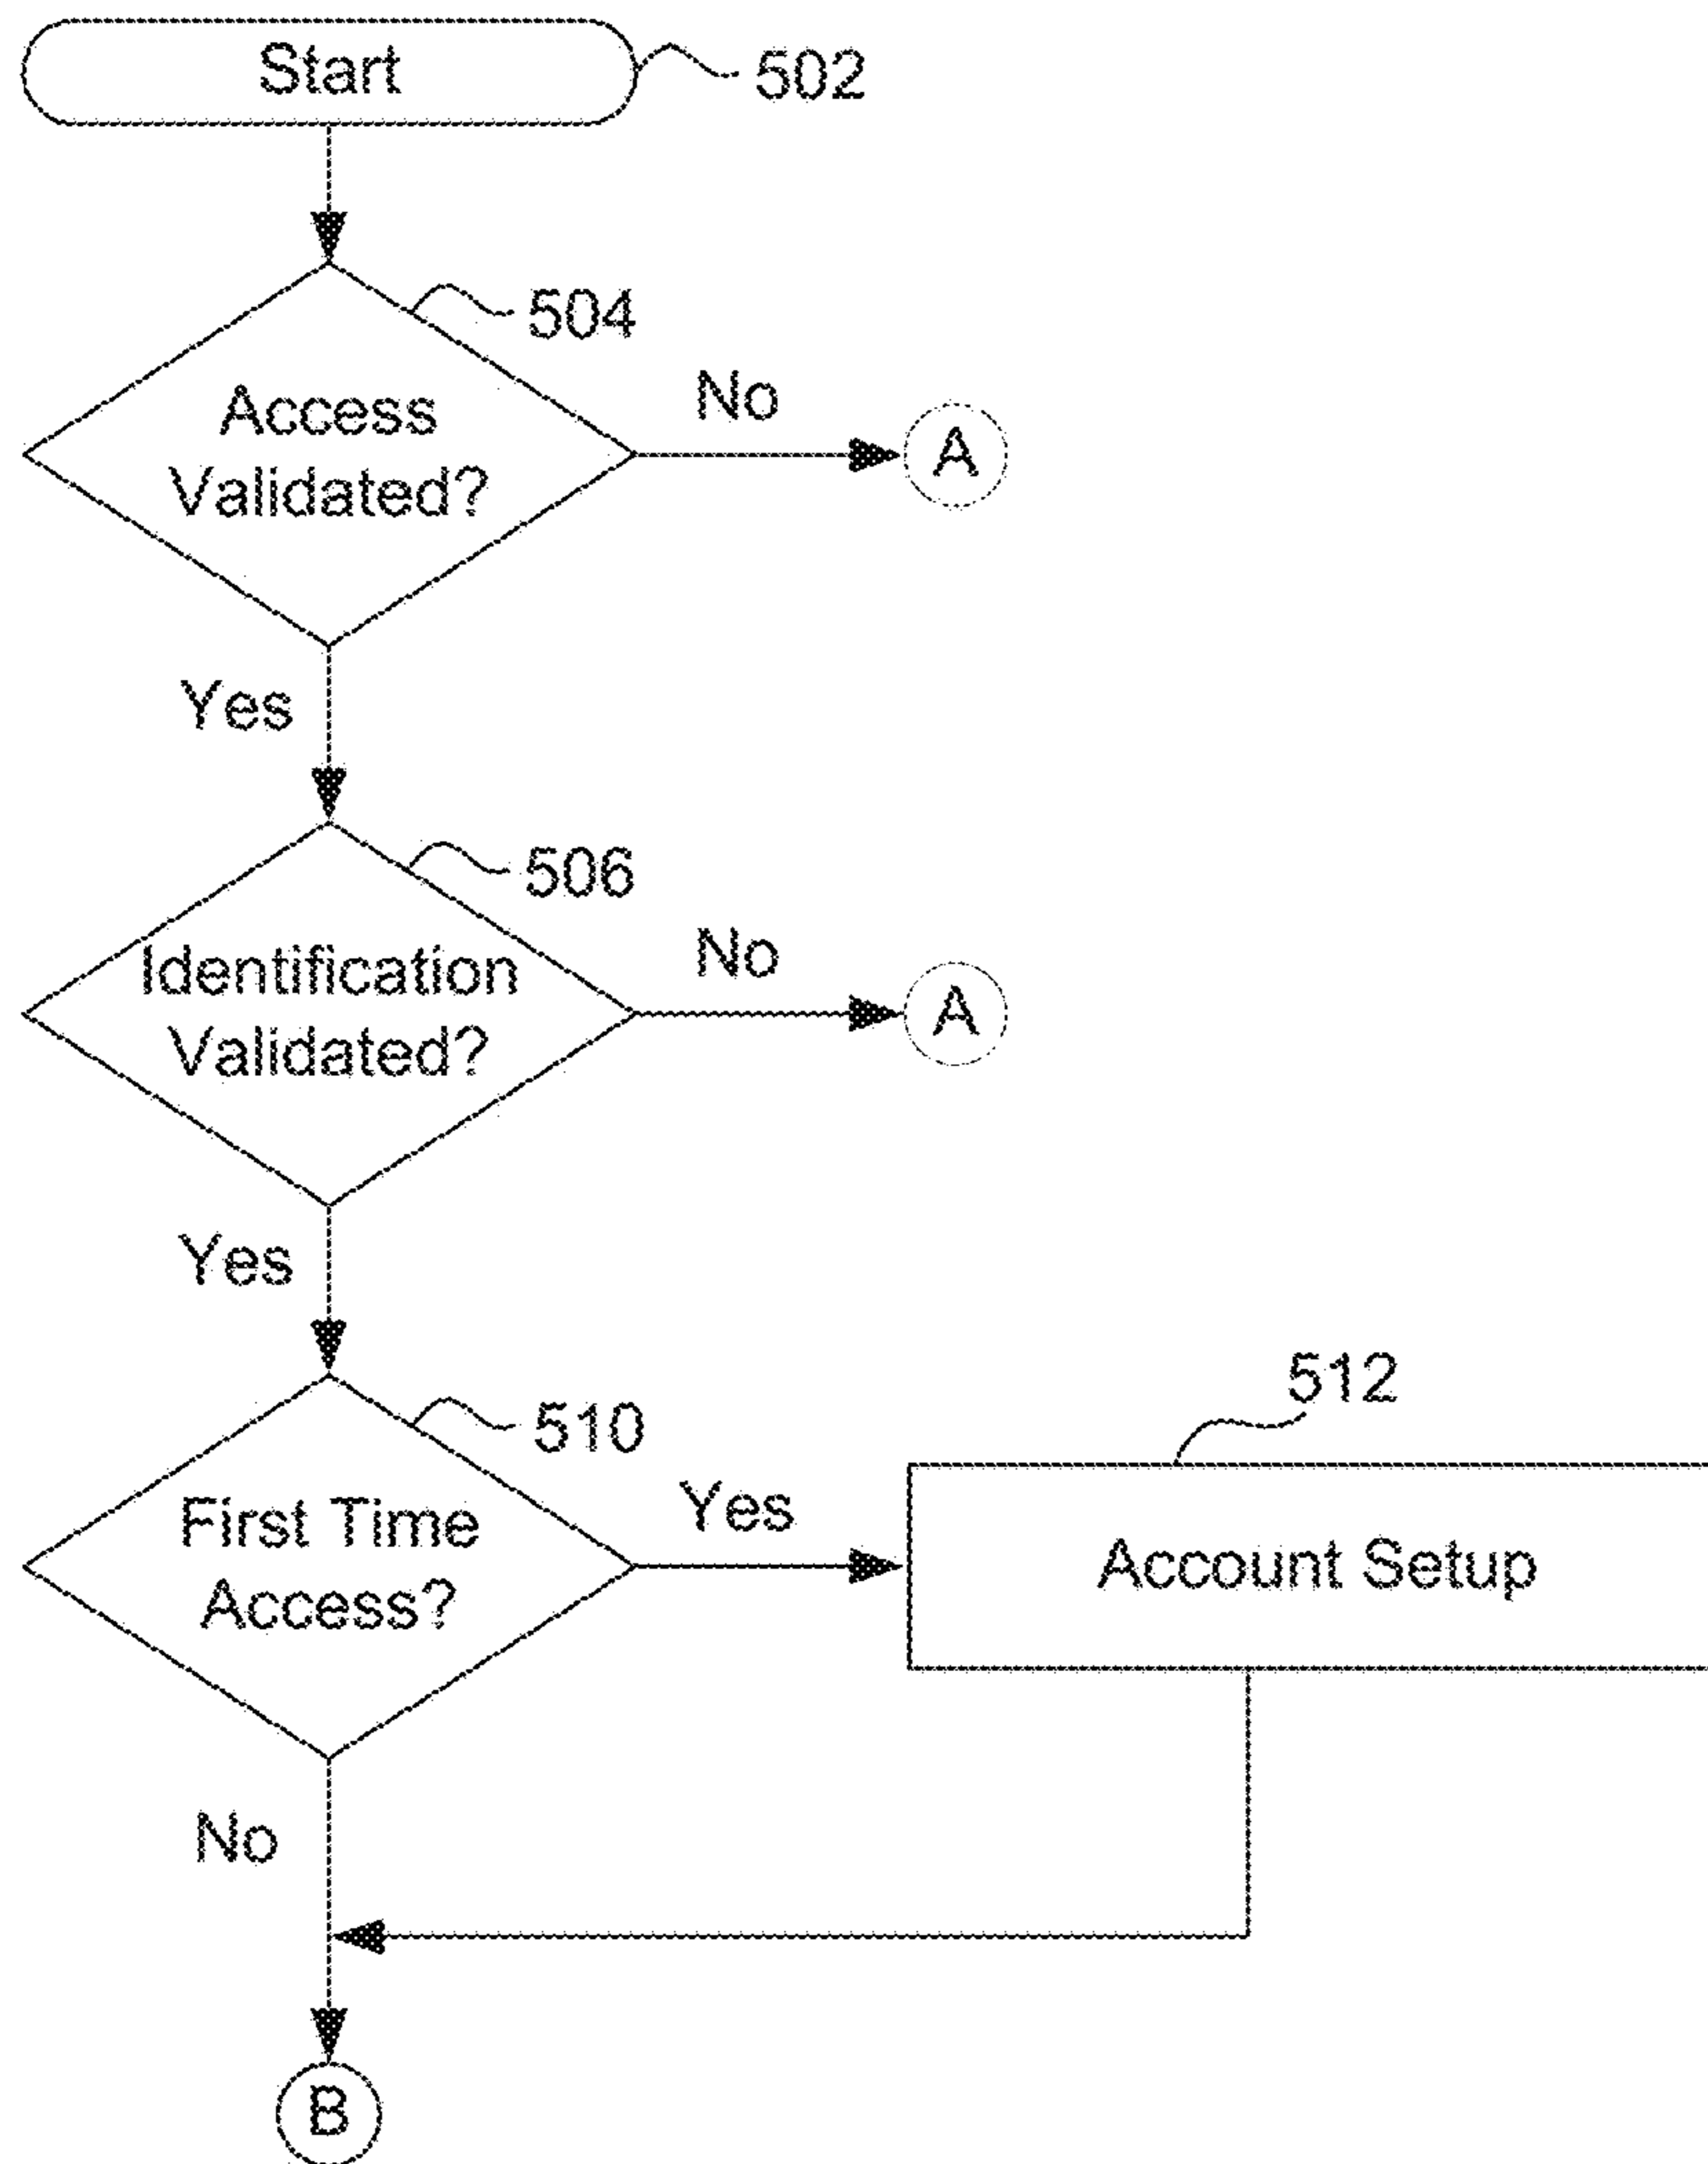 Start
502
504
Access
Validated?
No
A
Yes
506
Identification
Validated?
No
A
Yes
510
512
First Time
Access?
Yes
Account Setup
No
B